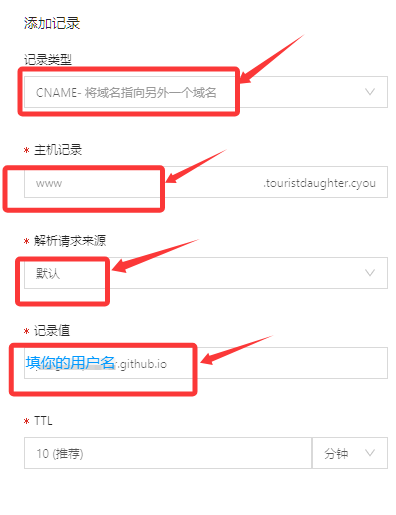 添加记录
记录类型
CNAME- 将域名指向另外一个域名
* 主机记录
www .touristdaughter.cyou
* 解析请求来源
默认
* 记录值
填你的用户名.github.io
* TTL
10 (推荐) 分钟